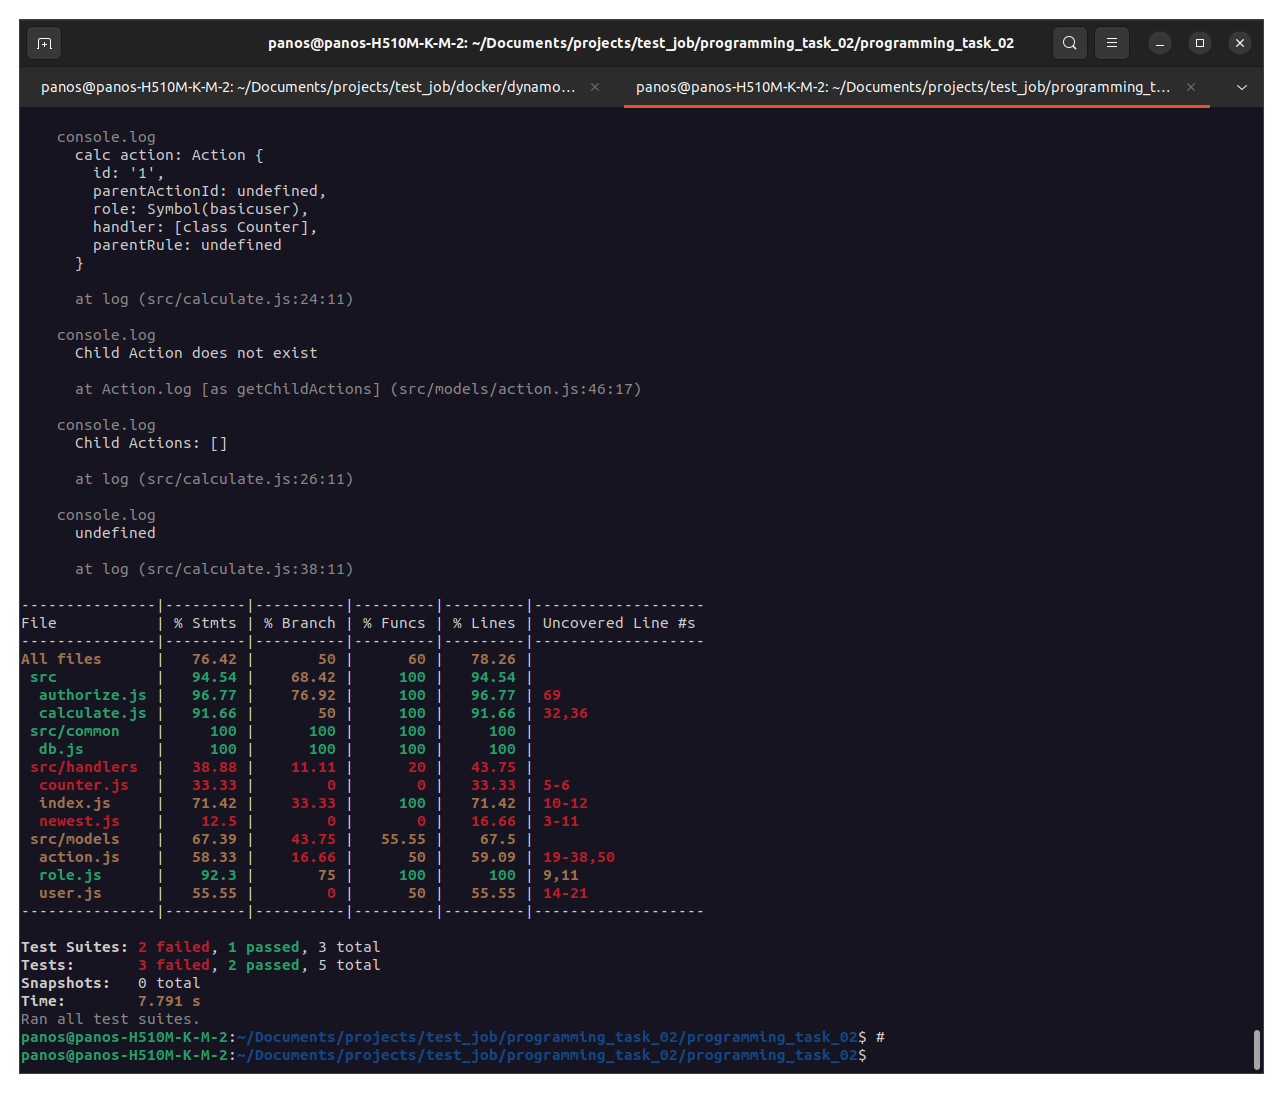 panos@panos-H510M-K-M-2: ~/Documents/projects/test_job/programming_task_02/programming_task_02
panos@panos-H510M-K-M-2: ~/Documents/projects/test_job/docker/dynamo… × panos@panos-H510M-K-M-2: ~/Documents/projects/test_job/programming_t… ×
    console.log
      calc action: Action {
        id: '1',
        parentActionId: undefined,
        role: Symbol(basicuser),
        handler: [class Counter],
        parentRule: undefined
      }
      at log (src/calculate.js:24:11)
    console.log
      Child Action does not exist
      at Action.log [as getChildActions] (src/models/action.js:46:17)
    console.log
      Child Actions: []
      at log (src/calculate.js:26:11)
    console.log
      undefined
      at log (src/calculate.js:38:11)
---------------|---------|----------|---------|---------|-------------------
File           | % Stmts | % Branch | % Funcs | % Lines | Uncovered Line #s
---------------|---------|----------|---------|---------|-------------------
All files      |   76.42 |       50 |      60 |   78.26 |
 src           |   94.54 |    68.42 |     100 |   94.54 |
  authorize.js |   96.77 |    76.92 |     100 |   96.77 | 69
  calculate.js |   91.66 |       50 |     100 |   91.66 | 32,36
 src/common    |     100 |      100 |     100 |     100 |
  db.js        |     100 |      100 |     100 |     100 |
 src/handlers  |   38.88 |    11.11 |      20 |   43.75 |
  counter.js   |   33.33 |        0 |       0 |   33.33 | 5-6
  index.js     |   71.42 |    33.33 |     100 |   71.42 | 10-12
  newest.js    |    12.5 |        0 |       0 |   16.66 | 3-11
 src/models    |   67.39 |    43.75 |   55.55 |    67.5 |
  action.js    |   58.33 |    16.66 |      50 |   59.09 | 19-38,50
  role.js      |    92.3 |       75 |     100 |     100 | 9,11
  user.js      |   55.55 |        0 |      50 |   55.55 | 14-21
---------------|---------|----------|---------|---------|-------------------
Test Suites: 2 failed, 1 passed, 3 total
Tests:       3 failed, 2 passed, 5 total
Snapshots:   0 total
Time:        7.791 s
Ran all test suites.
panos@panos-H510M-K-M-2:~/Documents/projects/test_job/programming_task_02/programming_task_02$ #
panos@panos-H510M-K-M-2:~/Documents/projects/test_job/programming_task_02/programming_task_02$